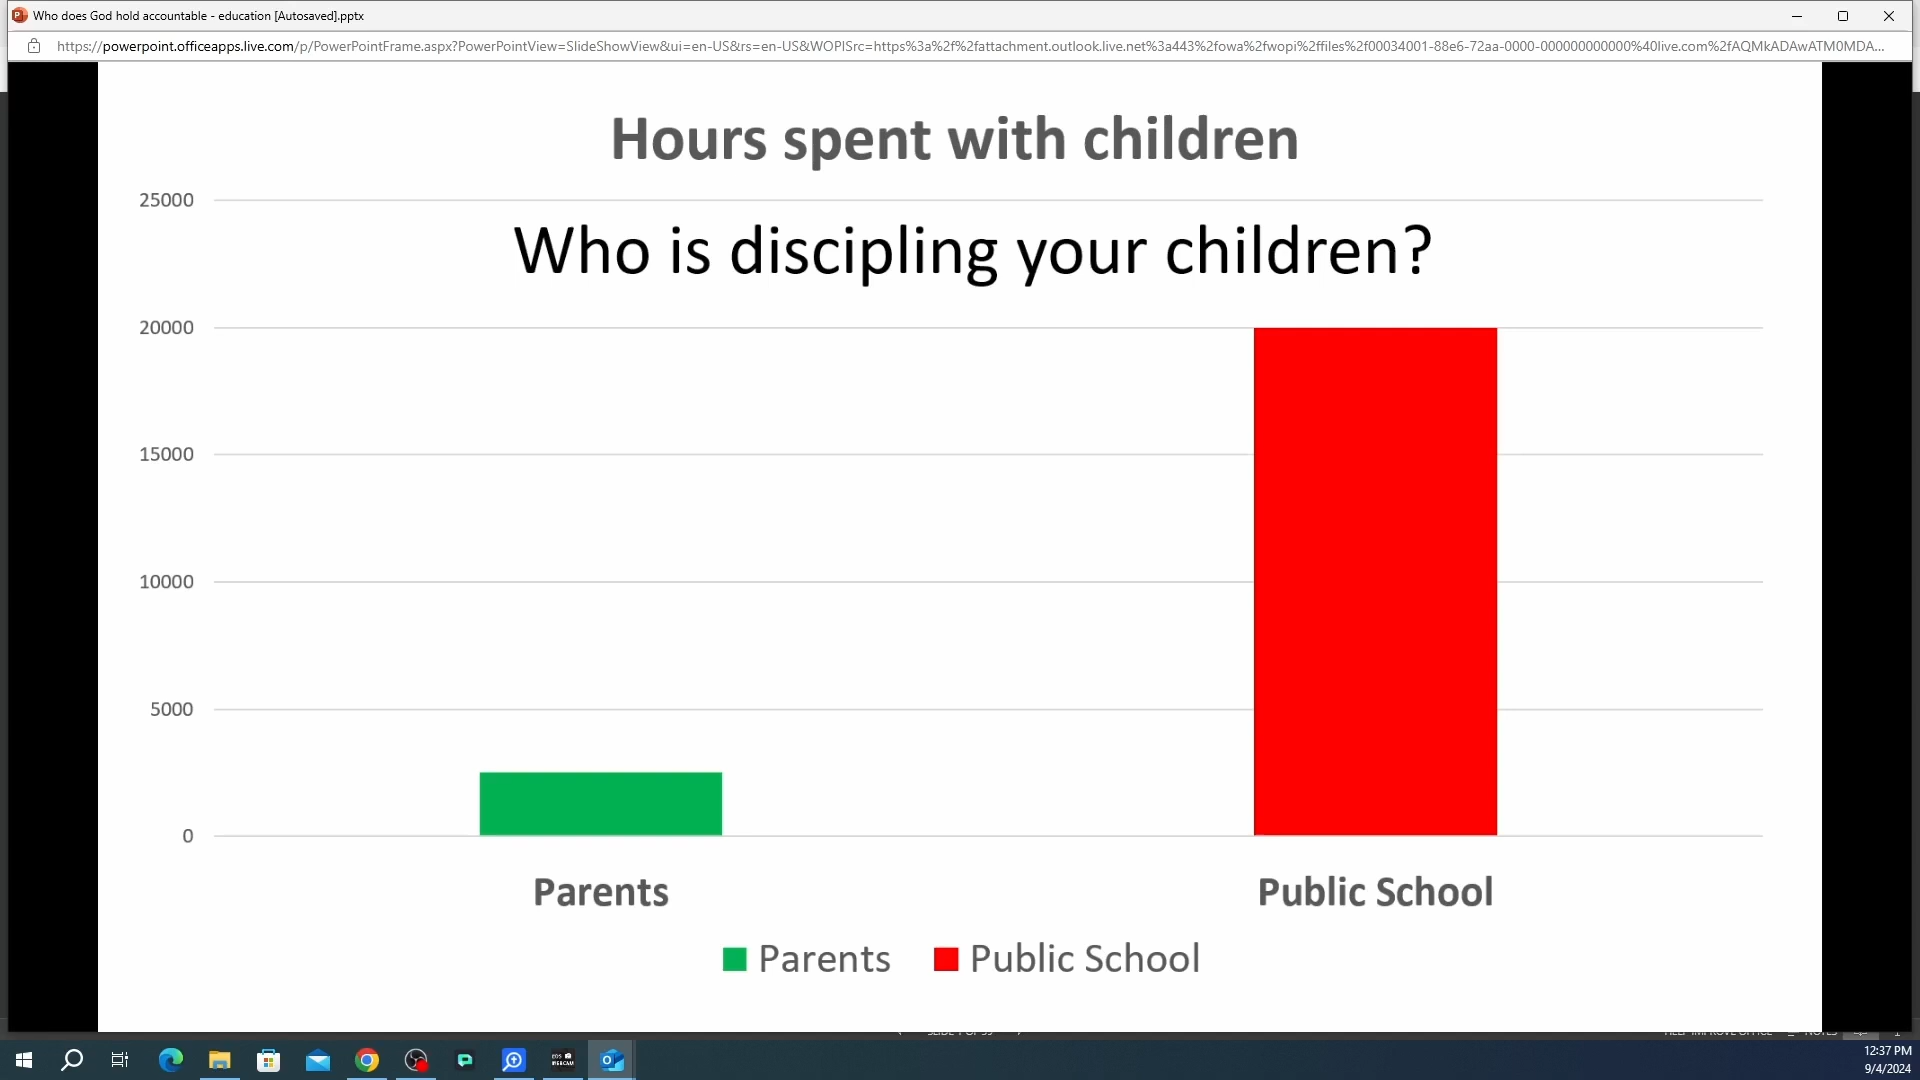 Who does God hold accountable - education [Autosaved].pptx
https://powerpoint.officeapps.live.com/p/PowerPointFrame.aspx?PowerPointView=SlideShowView&ui=en-US&rs=en-US&WOPISrc=https%3a%2f%2fattachment.outlook.live.net%3a443%2fowa%2fwopi%2ffiles%2f00034001-88e6-72aa-0000-000000000000%40live.com%2fAQMkADAwATM0MDA...
Hours spent with children
25000
Who is discipling your children?
20000
15000
10000
5000
0
Parents Public School
Parents Public School
12:37 PM
9/4/2024